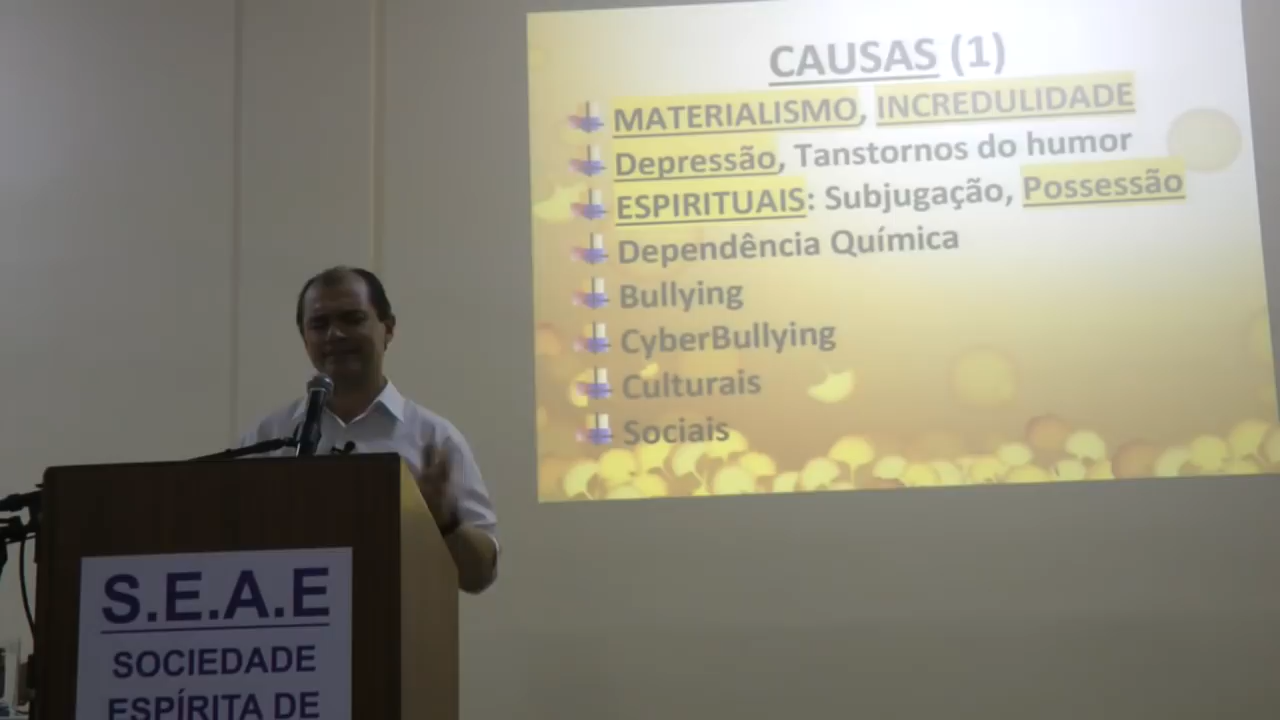 CAUSAS (1)
MATERIALISMO, INCREDULIDADE
Depressão, Tanstornos do humor
ESPIRITUAIS: Subjugação, Possessão
Dependência Química
Bullying
CyberBullying
Culturais
Sociais
S.E.A.E
SOCIEDADE
ESPÍRITA DE